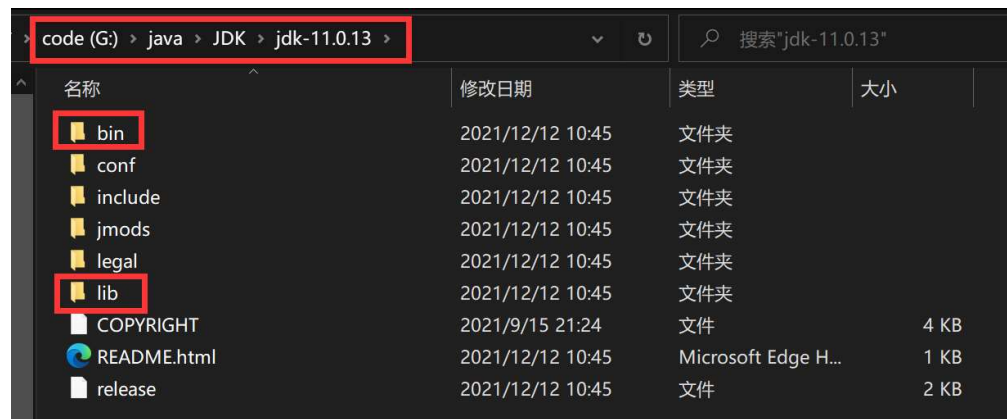 code (G:) > java > JDK > jdk-11.0.13 > 搜索"jdk-11.0.13"
名称 修改日期 类型 大小
bin 2021/12/12 10:45 文件夹
conf 2021/12/12 10:45 文件夹
include 2021/12/12 10:45 文件夹
jmods 2021/12/12 10:45 文件夹
legal 2021/12/12 10:45 文件夹
lib 2021/12/12 10:45 文件夹
COPYRIGHT 2021/9/15 21:24 文件 4 KB
README.html 2021/12/12 10:45 Microsoft Edge H... 1 KB
release 2021/12/12 10:45 文件 2 KB